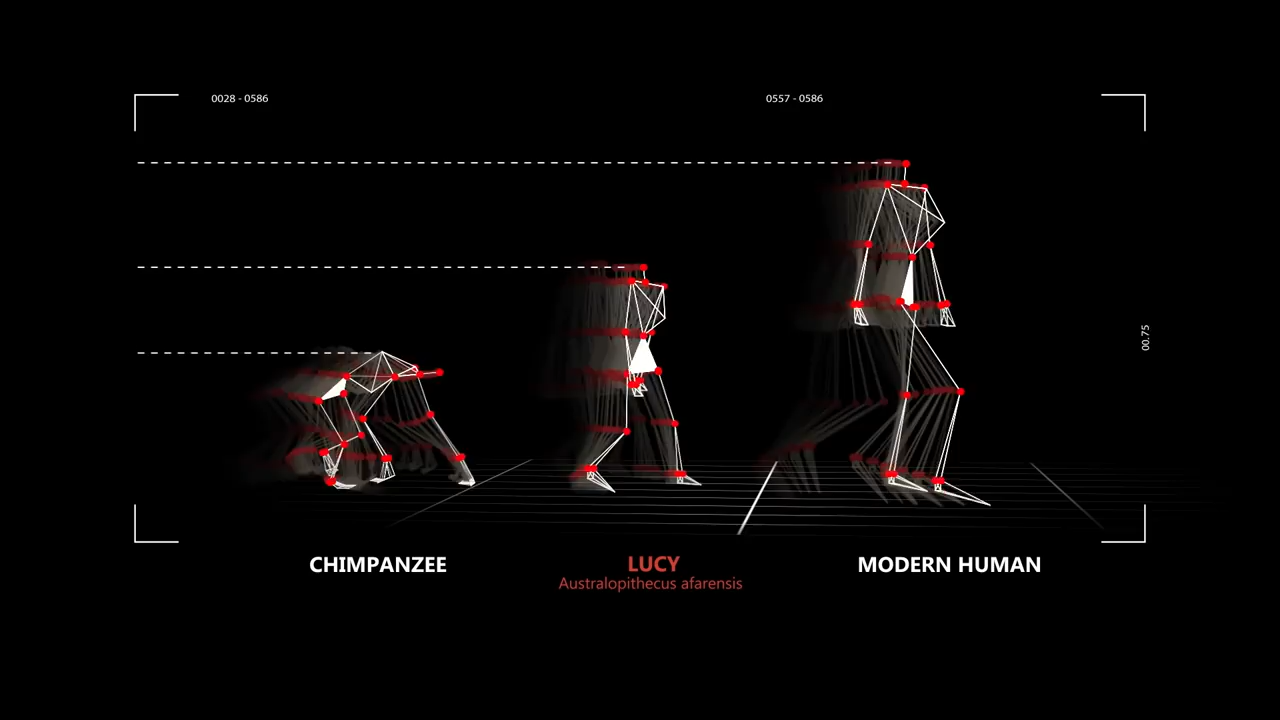 0028 - 0586
0557 - 0586
00.75
CHIMPANZEE
LUCY
Australopithecus afarensis
MODERN HUMAN